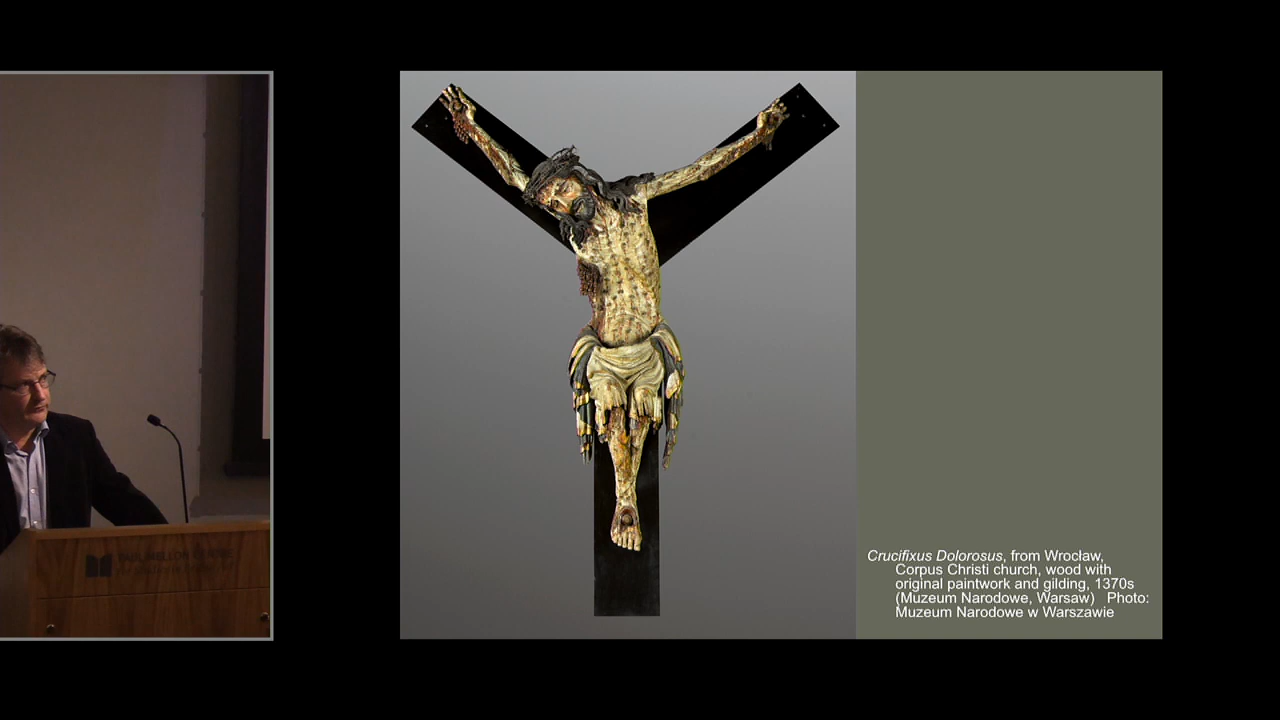 Crucifixus Dolorosus, from Wrocław,
Corpus Christi church, wood with
original paintwork and gilding, 1370s
(Muzeum Narodowe, Warsaw) Photo:
Muzeum Narodowe w Warszawie